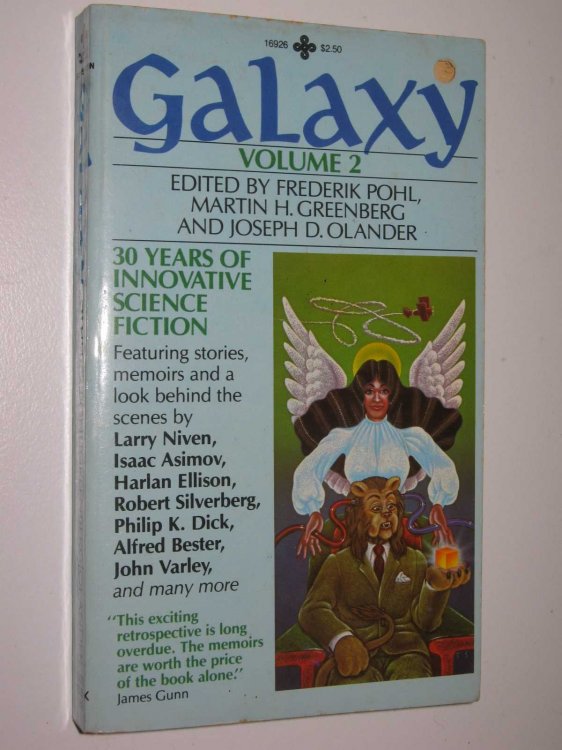 16926 $2.50
Galaxy
VOLUME 2
EDITED BY FREDERIK POHL,
MARTIN H. GREENBERG
AND JOSEPH D. OLANDER
30 YEARS OF
INNOVATIVE
SCIENCE
FICTION
Featuring stories,
memoirs and a
look behind the
scenes by
Larry Niven,
Isaac Asimov,
Harlan Ellison,
Robert Silverberg,
Philip K. Dick,
Alfred Bester,
John Varley,
and many more
"This exciting
retrospective is long
overdue. The memoirs
are worth the price
of the book alone."
James Gunn